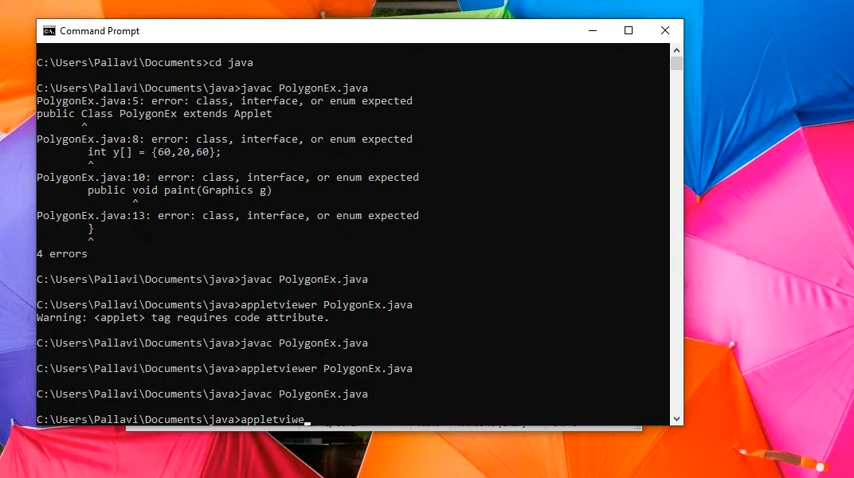 Command Prompt
C:\Users\Pallavi\Documents>cd java
C:\Users\Pallavi\Documents\java>javac PolygonEx.java
PolygonEx.java:5: error: class, interface, or enum expected
public Class PolygonEx extends Applet
^
PolygonEx.java:8: error: class, interface, or enum expected
int y[] = {60,20,60};
^
PolygonEx.java:10: error: class, interface, or enum expected
public void paint(Graphics g)
^
PolygonEx.java:13: error: class, interface, or enum expected
}
^
4 errors
C:\Users\Pallavi\Documents\java>javac PolygonEx.java
C:\Users\Pallavi\Documents\java>appletviewer PolygonEx.java
Warning: <applet> tag requires code attribute.
C:\Users\Pallavi\Documents\java>javac PolygonEx.java
C:\Users\Pallavi\Documents\java>appletviewer PolygonEx.java
C:\Users\Pallavi\Documents\java>javac PolygonEx.java
C:\Users\Pallavi\Documents\java>appletviwe